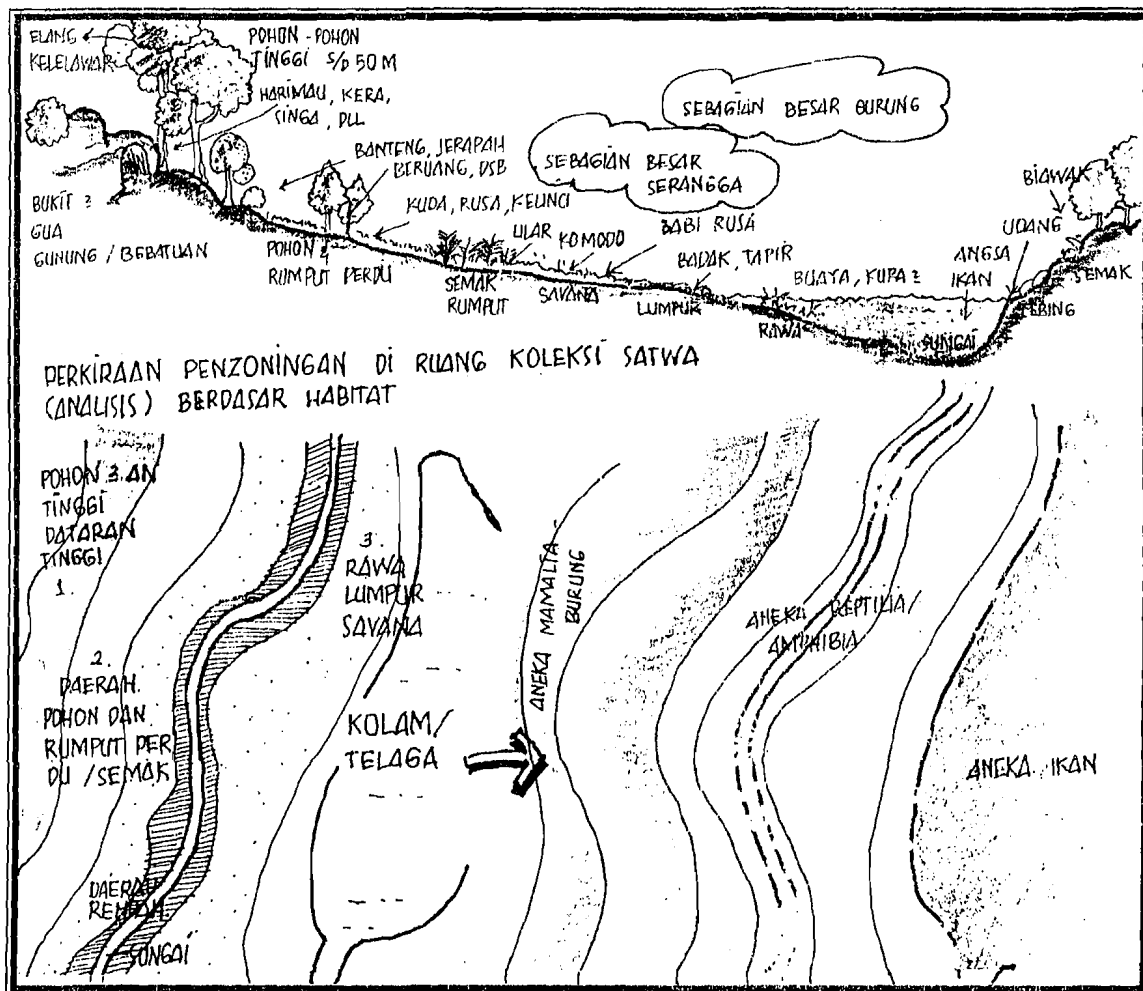 ELANG
KELELAWAR
POHON - POHON
TINGGI S/D 50 M
HARIMAU, KERA,
SINGA, DLL
BUKIT 2
GUA
GUNUNG / BEBATUAN
BANTENG, JERAPAH
BERUANG, DSB
KUDA, RUSA, KELINCI
POHON &
RUMPUT PERDU
SEBAGIAN BESAR BURUNG
SEBAGIAN BESAR
SERANGGA
ULAR
KOMODO
BABI RUSA
SEMAK
RUMPUT
SAVANA
BADAK, TAPIR
LUMPUR
BUAYA, KURA 2
RAWA
ANGSA
IKAN
SUNGAI
UDANG
BIAWAK
TEBING
SEMAK
PERKIRAAN PENZONINGAN DI RUANG KOLEKSI SATWA
(ANALISIS) BERDASAR HABITAT
POHON 2 AN
TINGGI
DATARAN
TINGGI
1.
2.
DAERAH
POHON DAN
RUMPUT PER
DU / SEMAK
DAERAH
RENDAH
SUNGAI
3.
RAWA
LUMPUR
SAVANA
KOLAM/
TELAGA
ANEKA MAMALIA-
BURUNG
ANEKA REPTILIA/
AMPHIBIA
ANEKA IKAN